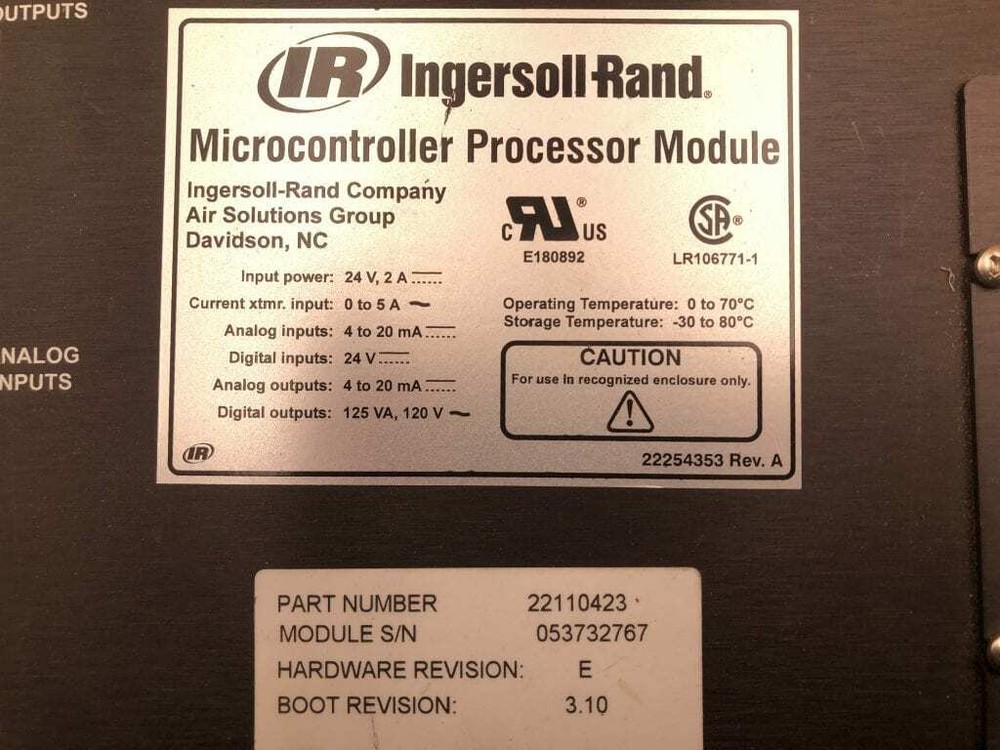 OUTPUTS
IR Ingersoll-Rand®
Microcontroller Processor Module
Ingersoll-Rand Company
Air Solutions Group
Davidson, NC
C RU® US
E180892
SA®
LR106771-1
Input power: 24 V, 2 A
Current xtmr. input: 0 to 5 A
Analog inputs: 4 to 20 mA
Digital inputs: 24 V
Analog outputs: 4 to 20 mA
Digital outputs: 125 VA, 120 V
Operating Temperature: 0 to 70°C
Storage Temperature: -30 to 80°C
CAUTION
For use in recognized enclosure only.
IR
22254353 Rev. A
NALOG
NPUTS
PART NUMBER 22110423
MODULE S/N 053732767
HARDWARE REVISION: E
BOOT REVISION: 3.10